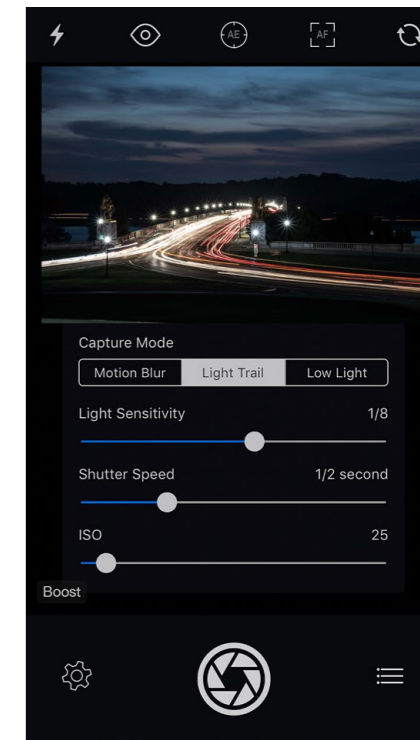 AE
AF
Capture Mode
Motion Blur Light Trail Low Light
Light Sensitivity 1/8
Shutter Speed 1/2 second
ISO 25
Boost